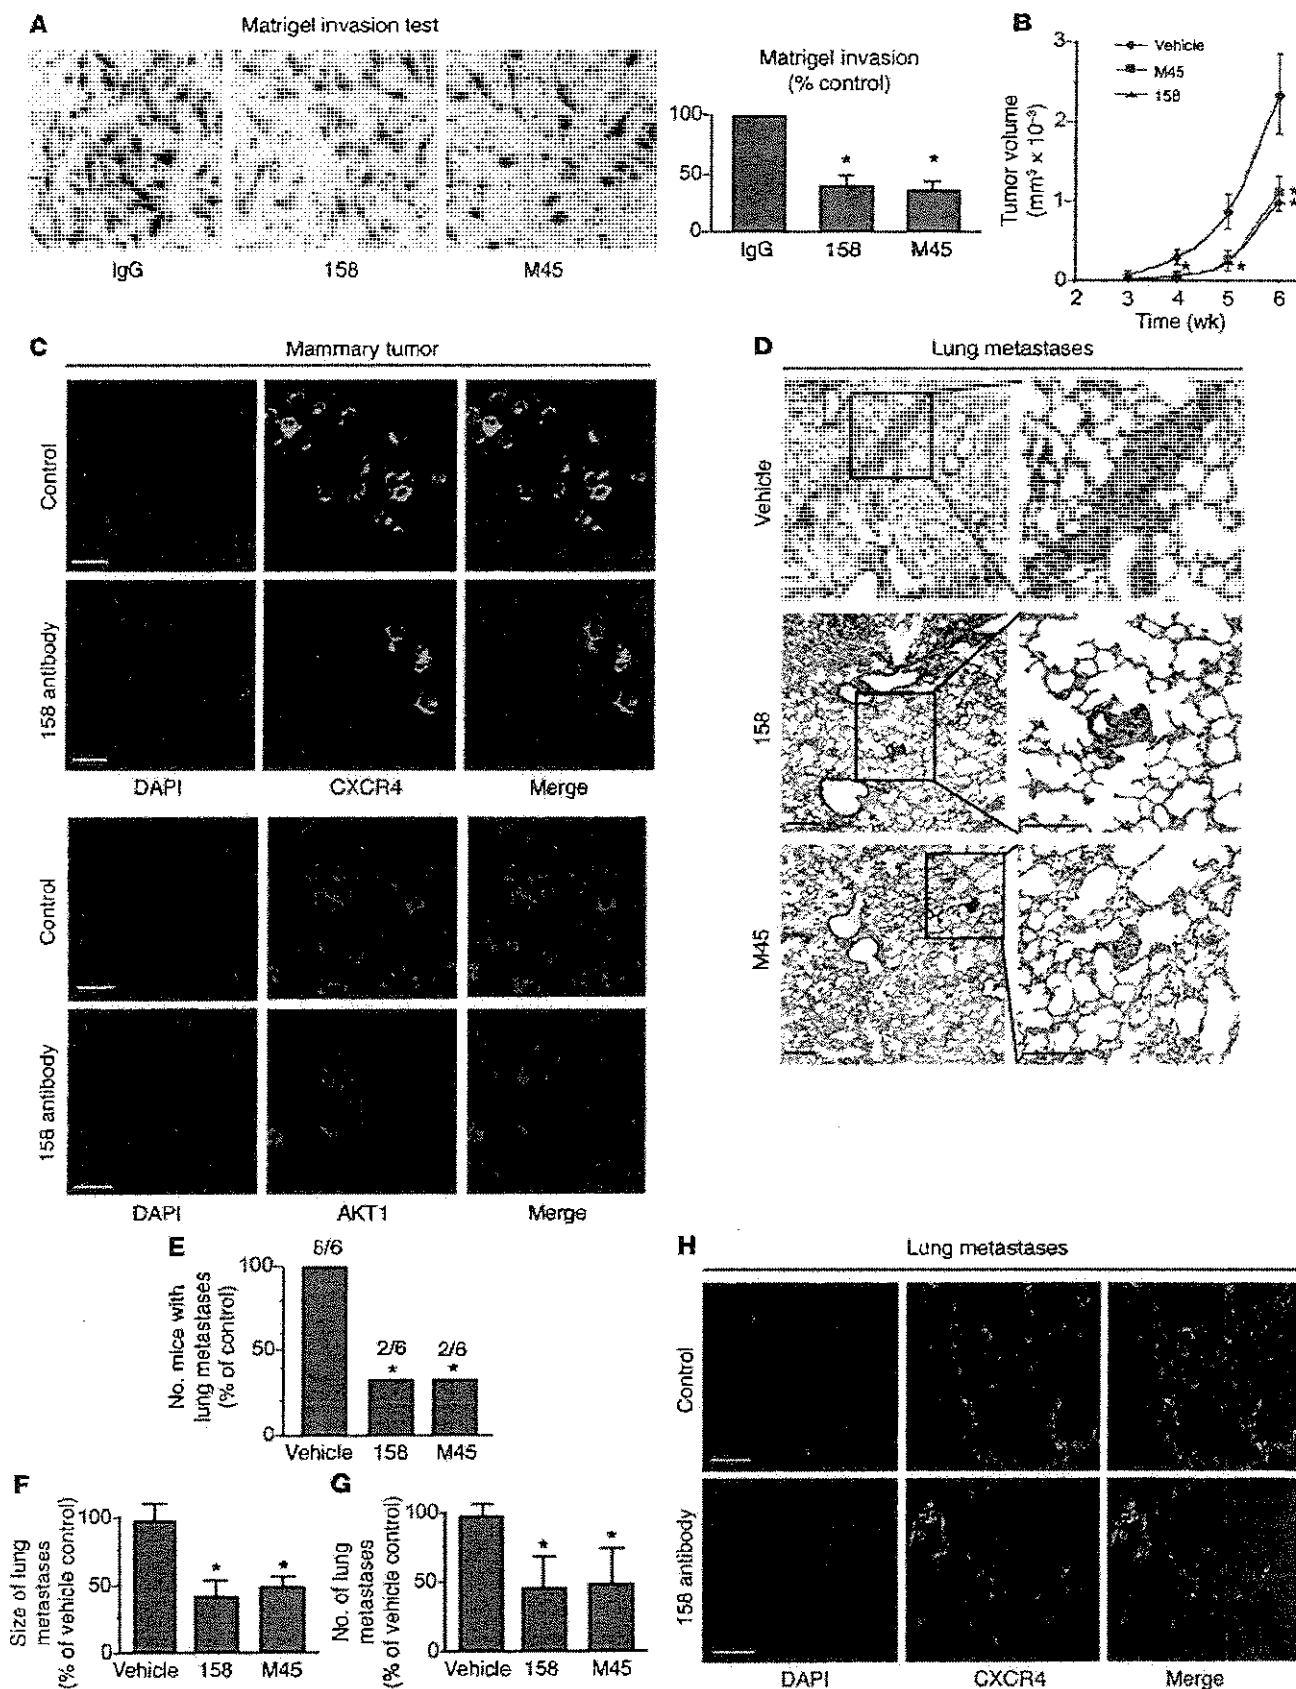 A
Matrigel invasion test
IgG
158
M45
Matrigel invasion
(% control)
100
50
0
IgG
158
M45
*
*
B
3
2
1
0
Tumor volume
(mm³ × 10⁻³)
Vehicle
M45
158
*
*
*
*
2
3
4
5
6
Time (wk)
C
Mammary tumor
Control
158 antibody
DAPI
CXCR4
Merge
Control
158 antibody
DAPI
AKT1
Merge
D
Lung metastases
Vehicle
158
M45
E
No. mice with
lung metastases
(% of control)
100
50
0
6/6
2/6
2/6
*
*
Vehicle
158
M45
F
Size of lung
metastases
(% of vehicle control)
100
50
0
*
*
Vehicle
158
M45
G
No. of lung
metastases
(% of vehicle control)
100
50
0
*
*
Vehicle
158
M45
H
Lung metastases
Control
158 antibody
DAPI
CXCR4
Merge